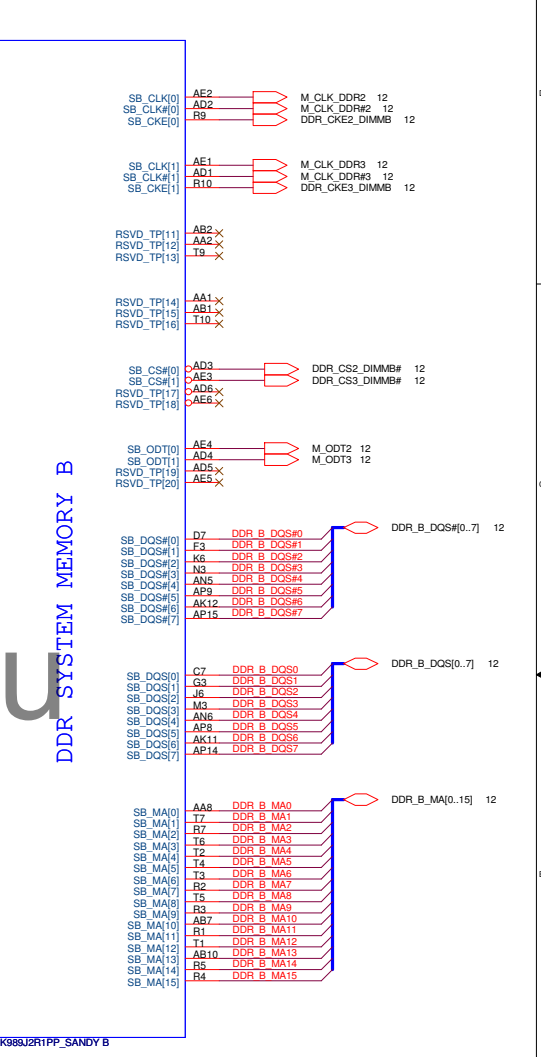 SB_CLK[0] AE2 M_CLK_DDR2 12
SB_CLK#[0] AD2 M_CLK_DDR#2 12
SB_CKE[0] R9 DDR_CKE2_DIMMB 12
SB_CLK[1] AE1 M_CLK_DDR3 12
SB_CLK#[1] AD1 M_CLK_DDR#3 12
SB_CKE[1] R10 DDR_CKE3_DIMMB 12
RSVD_TP[11] AB2
RSVD_TP[12] AA2
RSVD_TP[13] T9
RSVD_TP[14] AA1
RSVD_TP[15] AB1
RSVD_TP[16] T10
SB_CS#[0] AD3 DDR_CS2_DIMMB# 12
SB_CS#[1] AE3 DDR_CS3_DIMMB# 12
RSVD_TP[17] AD6
RSVD_TP[18] AE6
SB_ODT[0] AE4 M_ODT2 12
SB_ODT[1] AD4 M_ODT3 12
RSVD_TP[19] AD5
RSVD_TP[20] AE5
DDR SYSTEM MEMORY B
DDR_B_DQS#[0..7] 12
SB_DQS#[0] D7 DDR_B_DQS#0
SB_DQS#[1] F3 DDR_B_DQS#1
SB_DQS#[2] K6 DDR_B_DQS#2
SB_DQS#[3] N3 DDR_B_DQS#3
SB_DQS#[4] AN5 DDR_B_DQS#4
SB_DQS#[5] AP9 DDR_B_DQS#5
SB_DQS#[6] AK12 DDR_B_DQS#6
SB_DQS#[7] AP15 DDR_B_DQS#7
u
DDR_B_DQS[0..7] 12
SB_DQS[0] C7 DDR_B_DQS0
SB_DQS[1] G3 DDR_B_DQS1
SB_DQS[2] J6 DDR_B_DQS2
SB_DQS[3] M3 DDR_B_DQS3
SB_DQS[4] AN6 DDR_B_DQS4
SB_DQS[5] AP8 DDR_B_DQS5
SB_DQS[6] AK11 DDR_B_DQS6
SB_DQS[7] AP14 DDR_B_DQS7
DDR_B_MA[0..15] 12
SB_MA[0] AA8 DDR_B_MA0
SB_MA[1] T7 DDR_B_MA1
SB_MA[2] R7 DDR_B_MA2
SB_MA[3] T6 DDR_B_MA3
SB_MA[4] T2 DDR_B_MA4
SB_MA[5] T4 DDR_B_MA5
SB_MA[6] T3 DDR_B_MA6
SB_MA[7] R2 DDR_B_MA7
SB_MA[8] T5 DDR_B_MA8
SB_MA[9] R3 DDR_B_MA9
SB_MA[10] AB7 DDR_B_MA10
SB_MA[11] R1 DDR_B_MA11
SB_MA[12] T1 DDR_B_MA12
SB_MA[13] AB10 DDR_B_MA13
SB_MA[14] R5 DDR_B_MA14
SB_MA[15] R4 DDR_B_MA15
K989J2R1PP_SANDY B